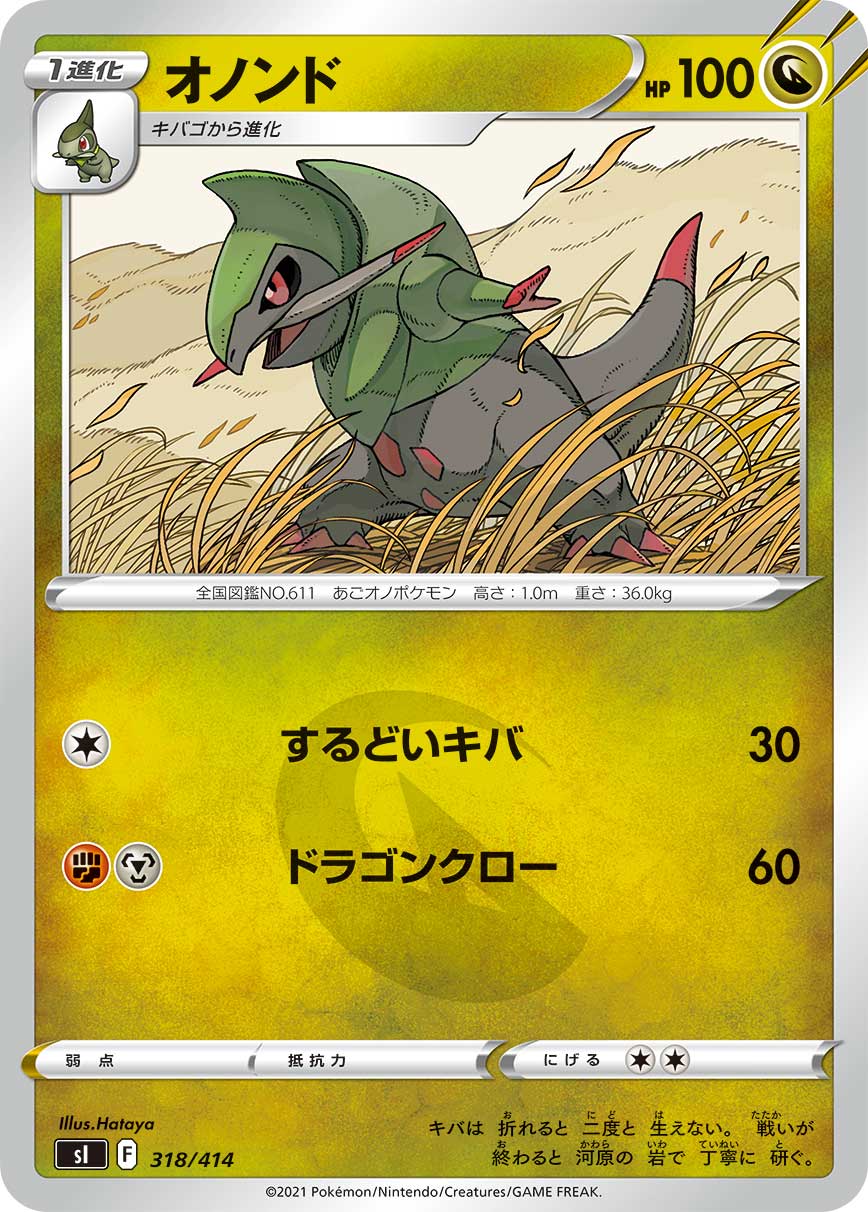 1進化 オノンド HP 100
キバゴから進化
全国図鑑NO.611 あごオノポケモン 高さ:1.0m 重さ:36.0kg
するどいキバ 30
ドラゴンクロー 60
弱点 抵抗力 にげる
Illus.Hataya
キバは 折れると 二度と 生えない。 戦いが
終わると 河原の 岩で 丁寧に 研ぐ。
sI F 318/414
©2021 Pokémon/Nintendo/Creatures/GAME FREAK.